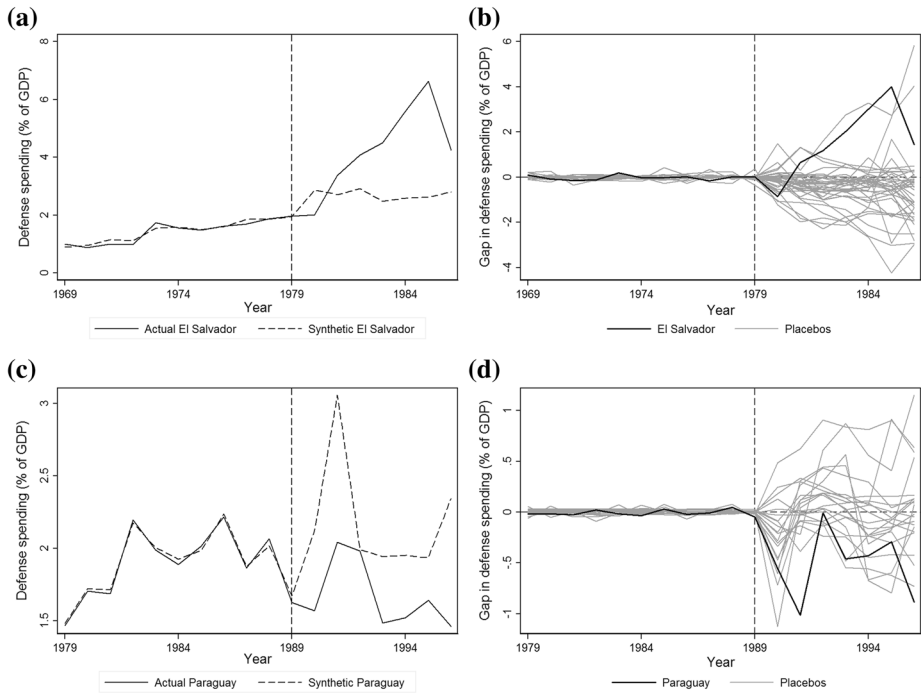 (a)
Defense spending (% of GDP)
8
6
4
2
0
1969
1974
1979
1984
Year
Actual El Salvador
Synthetic El Salvador
(b)
Gap in defense spending (% of GDP)
6
4
2
0
-2
-4
1969
1974
1979
1984
Year
El Salvador
Placebos
(c)
Defense spending (% of GDP)
3
2.5
2
1.5
1979
1984
1989
1994
Year
Actual Paraguay
Synthetic Paraguay
(d)
Gap in defense spending (% of GDP)
1
.5
0
-.5
-1
1979
1984
1989
1994
Year
Paraguay
Placebos